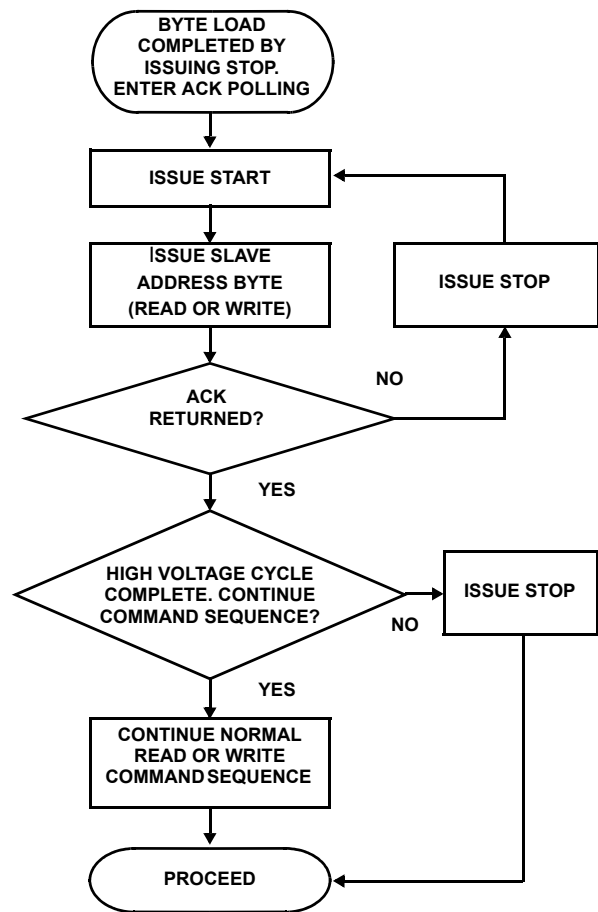 BYTE LOAD
COMPLETED BY
ISSUING STOP.
ENTER ACK POLLING
ISSUE START
ISSUE SLAVE
ADDRESS BYTE
(READ OR WRITE)
ISSUE STOP
ACK
RETURNED?
NO
YES
HIGH VOLTAGE CYCLE
COMPLETE. CONTINUE
COMMAND SEQUENCE?
ISSUE STOP
NO
YES
CONTINUE NORMAL
READ OR WRITE
COMMAND SEQUENCE
PROCEED